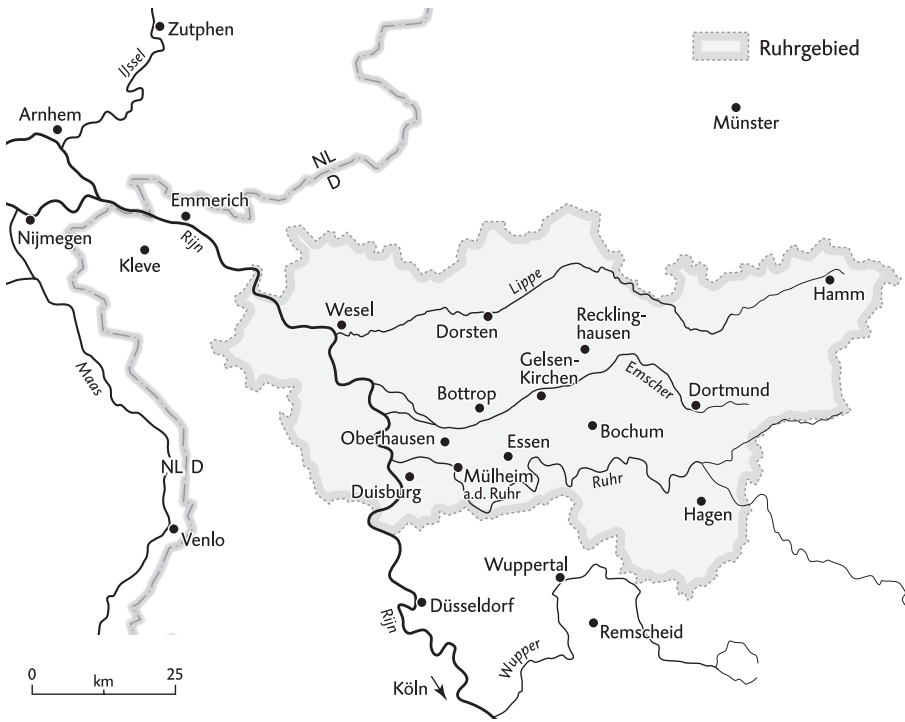 Zutphen
IJssel
Ruhrgebied
Arnhem
Münster
NL
D
Emmerich
Nijmegen
Rijn
Kleve
Lippe
Hamm
Wesel
Dorsten
Reckling-
hausen
Gelsen-
Kirchen
Maas
Emscher
Bottrop
Dortmund
Oberhausen
Essen
Bochum
NL D
Duisburg
Mülheim
a.d. Ruhr
Ruhr
Hagen
Venlo
Wuppertal
Düsseldorf
Rijn
Remscheid
Wupper
Köln
0 25
km